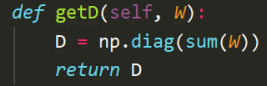 def getD(self, W):
    D = np.diag(sum(W))
    return D